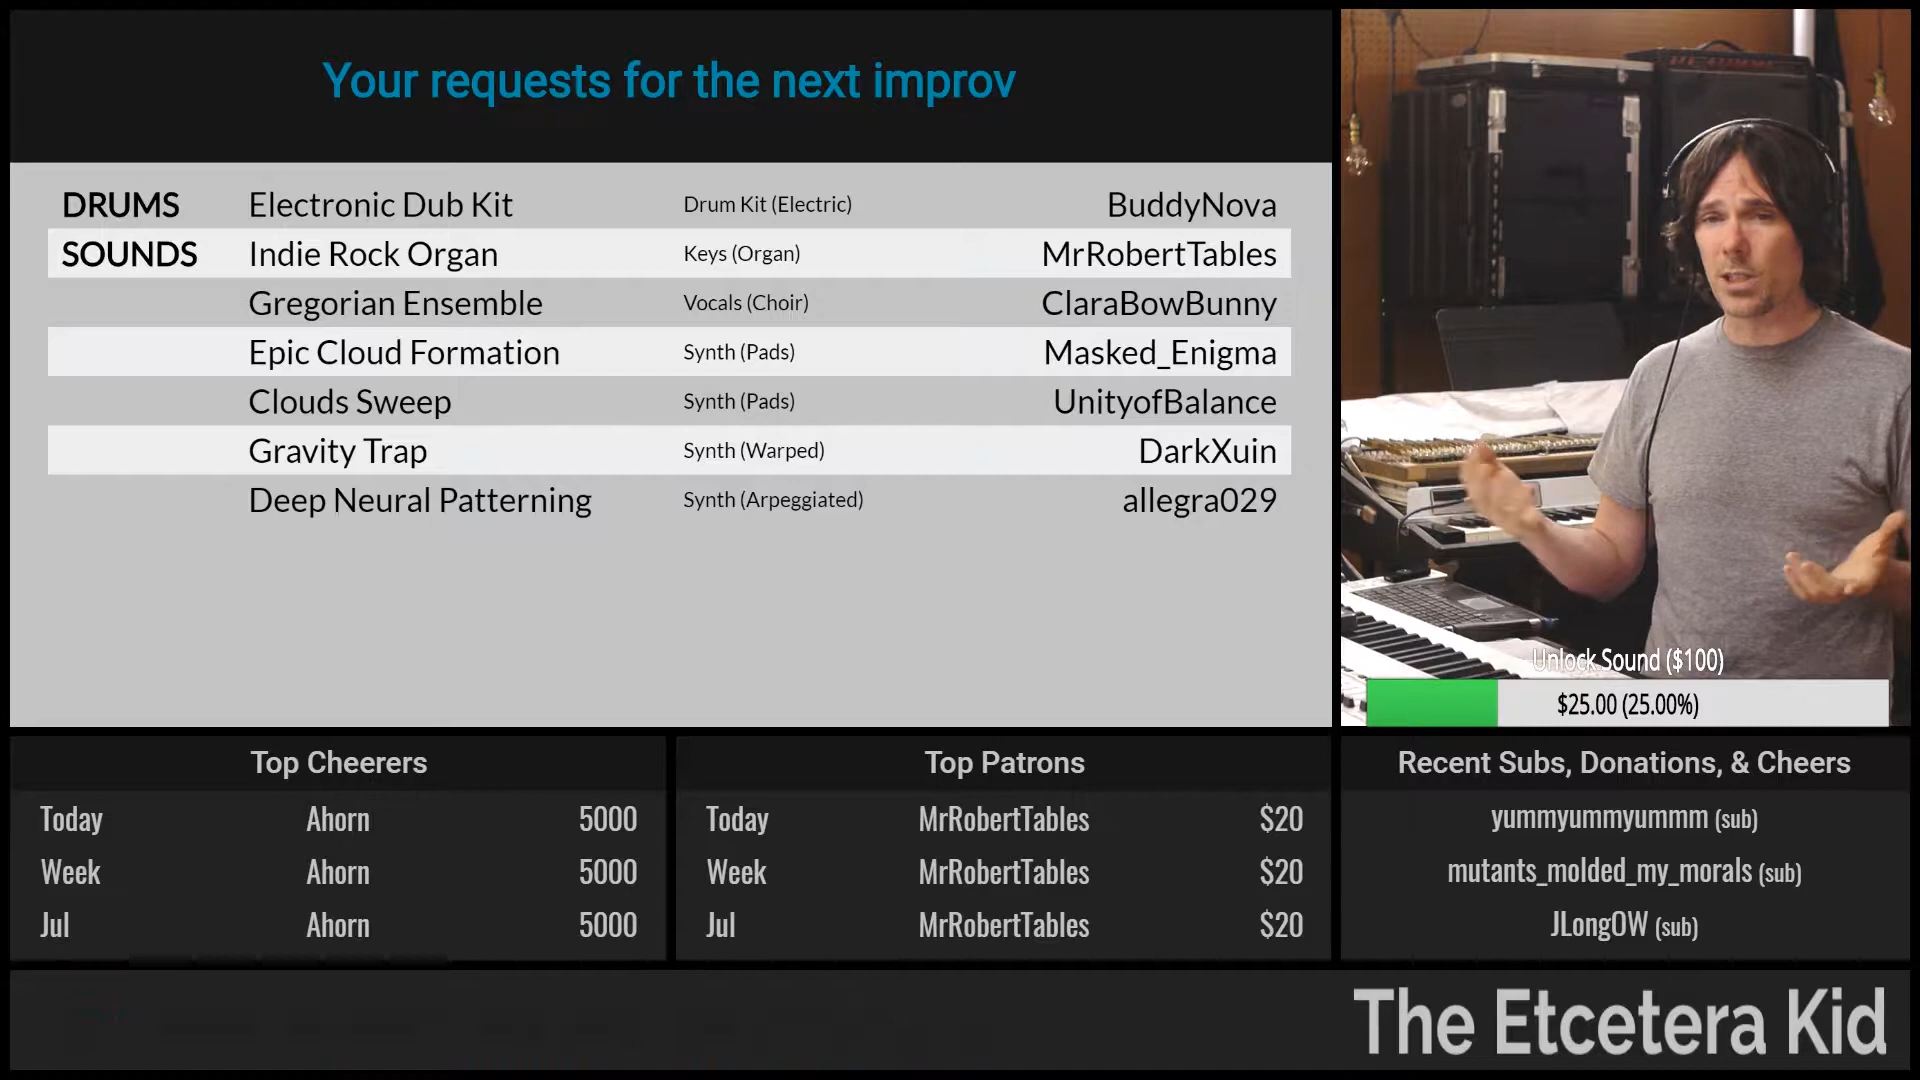 Your requests for the next improv
DRUMS Electronic Dub Kit Drum Kit (Electric) BuddyNova
SOUNDS Indie Rock Organ Keys (Organ) MrRobertTables
Gregorian Ensemble Vocals (Choir) ClaraBowBunny
Epic Cloud Formation Synth (Pads) Masked_Enigma
Clouds Sweep Synth (Pads) UnityofBalance
Gravity Trap Synth (Warped) DarkXuin
Deep Neural Patterning Synth (Arpeggiated) allegra029
Unlock Sound ($100)
$25.00 (25.00%)
Top Cheerers
Today Ahorn 5000
Week Ahorn 5000
Jul Ahorn 5000
Top Patrons
Today MrRobertTables $20
Week MrRobertTables $20
Jul MrRobertTables $20
Recent Subs, Donations, & Cheers
yummyummyummm (sub)
mutants_molded_my_morals (sub)
JLongOW (sub)
The Etcetera Kid